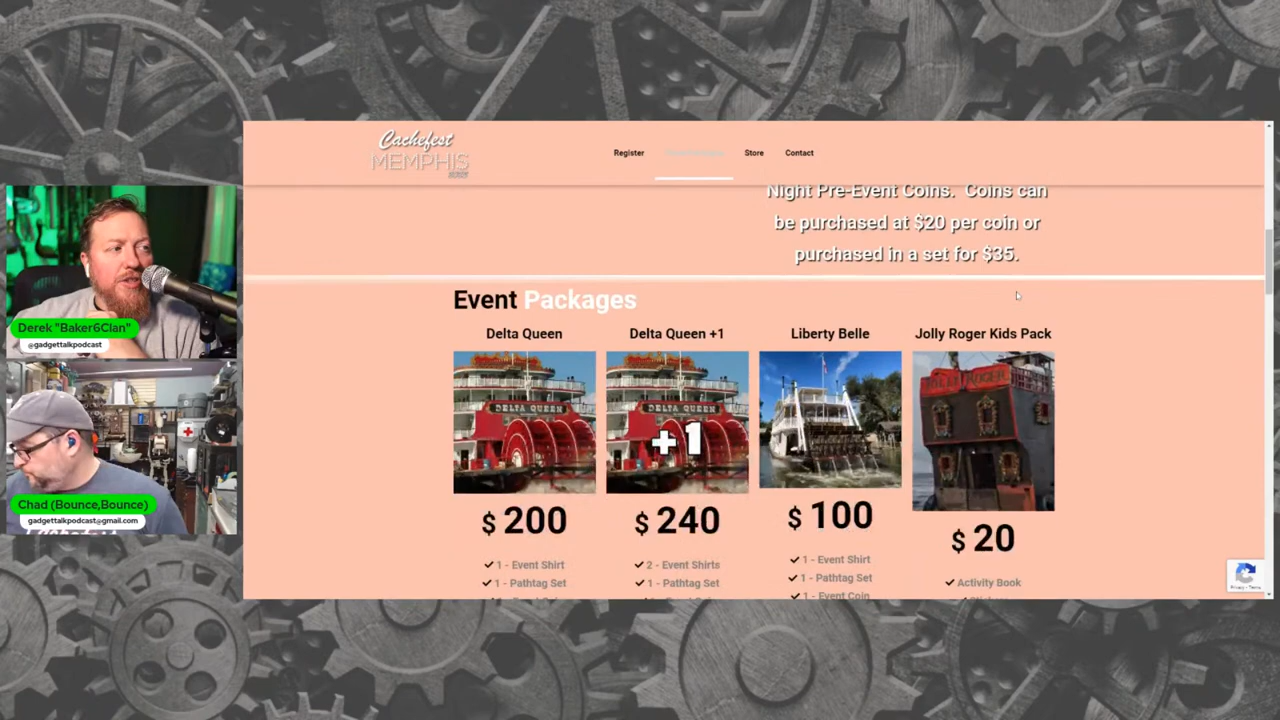 Cachefest
MEMPHIS
Register
Store
Contact
Night Pre-Event Coins. Coins can
be purchased at $20 per coin or
purchased in a set for $35.
Event Packages
Delta Queen
Delta Queen +1
Liberty Belle
Jolly Roger Kids Pack
DELTA QUEEN
DELTA QUEEN
+1
JOLLY ROGER
$ 200
$ 240
$ 100
$ 20
✓ 1 - Event Shirt
✓ 1 - Pathtag Set
✓ 2 - Event Shirts
✓ 1 - Pathtag Set
✓ 1 - Event Shirt
✓ 1 - Pathtag Set
✓ 1 - Event Coin
✓ Activity Book
Privacy - Terms
Derek "Baker6Clan"
@gadgettalkpodcast
Chad (Bounce,Bounce)
gadgettalkpodcast@gmail.com